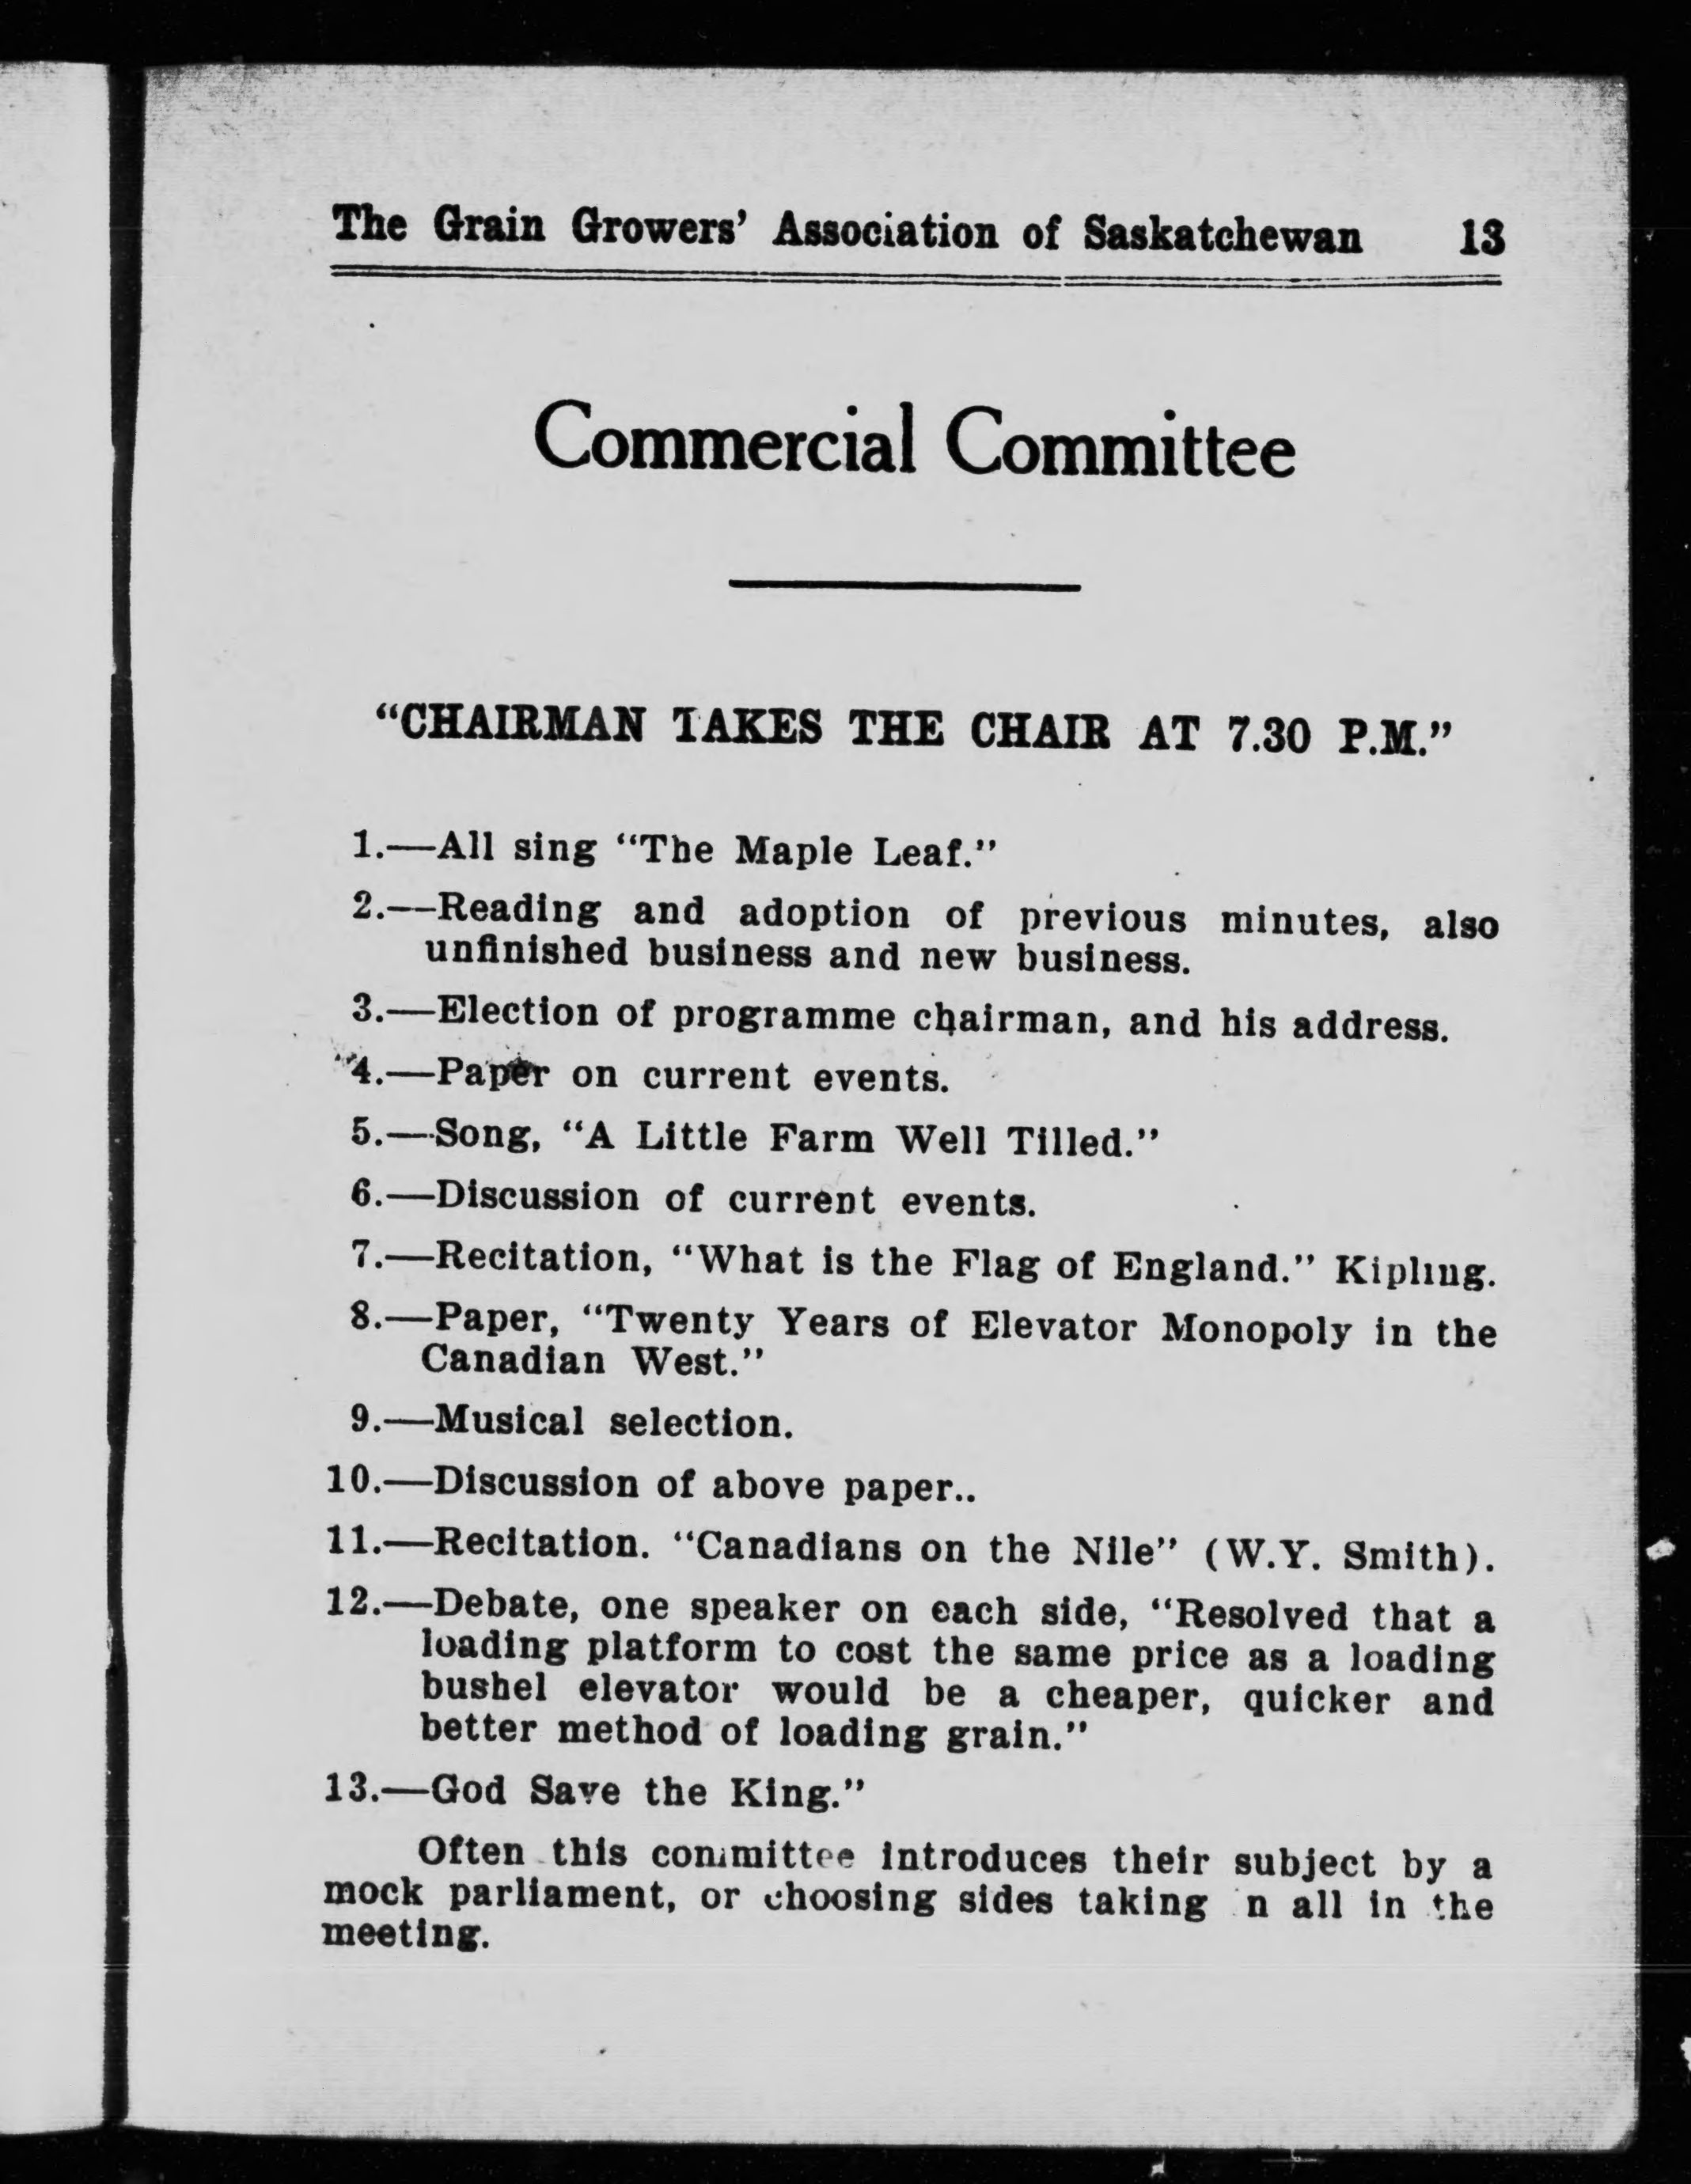 The Grain Growers' Association of Saskatchewan 13
Commercial Committee
"CHAIRMAN TAKES THE CHAIR AT 7.30 P.M."
1.—All sing "The Maple Leaf."
2.—Reading and adoption of previous minutes, also
unfinished business and new business.
3.—Election of programme chairman, and his address.
4.—Paper on current events.
5.—Song, "A Little Farm Well Tilled."
6.—Discussion of current events.
7.—Recitation, "What is the Flag of England." Kipling.
8.—Paper, "Twenty Years of Elevator Monopoly in the
Canadian West."
9.—Musical selection.
10.—Discussion of above paper..
11.—Recitation. "Canadians on the Nile" (W.Y. Smith).
12.—Debate, one speaker on each side, "Resolved that a
loading platform to cost the same price as a loading
bushel elevator would be a cheaper, quicker and
better method of loading grain."
13.—God Save the King."
Often this committee introduces their subject by a
mock parliament, or choosing sides taking n all in the
meeting.